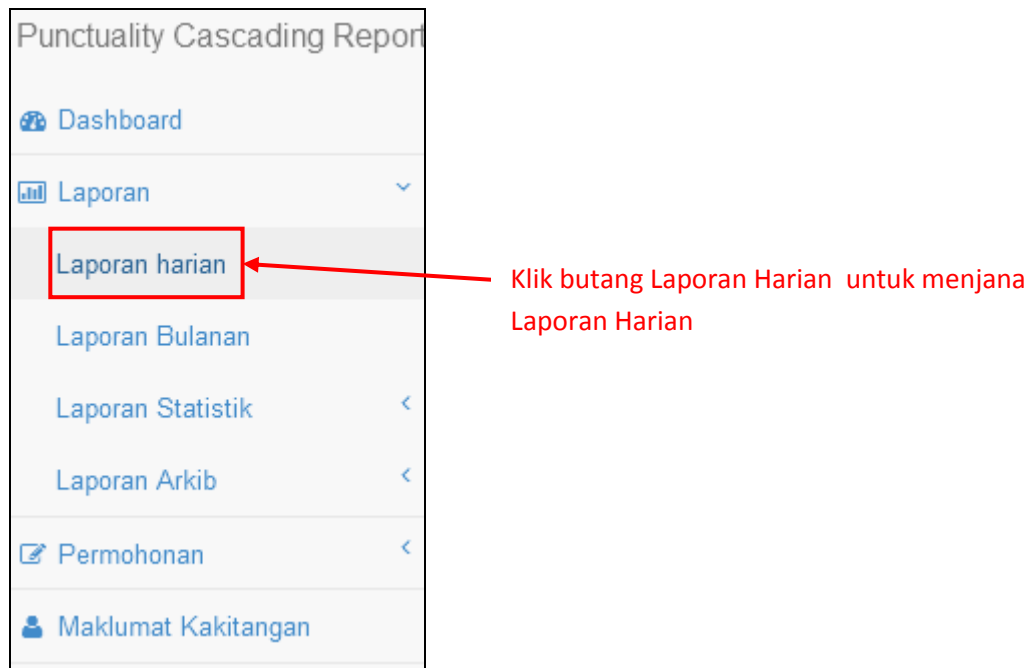 Punctuality Cascading Report
Dashboard
Laporan
Laporan harian
Klik butang Laporan Harian untuk menjana
Laporan Harian
Laporan Bulanan
Laporan Statistik
Laporan Arkib
Permohonan
Maklumat Kakitangan